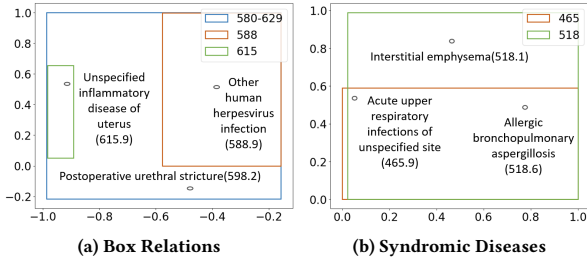 1.0
0.8
0.6
0.4
0.2
0.0
−0.2
−1.0
−0.8
−0.6
−0.4
−0.2
580-629
588
615
Unspecified
inflammatory
disease of
uterus
(615.9)
Other
human
herpesvirus
infection
(588.9)
Postoperative urethral stricture(598.2)
(a) Box Relations
1.0
0.8
0.6
0.4
0.2
0.0
0.0
0.2
0.4
0.6
0.8
1.0
465
518
Interstitial emphysema(518.1)
Acute upper
respiratory
infections of
unspecified site
(465.9)
Allergic
bronchopulmonary
aspergillosis
(518.6)
(b) Syndromic Diseases